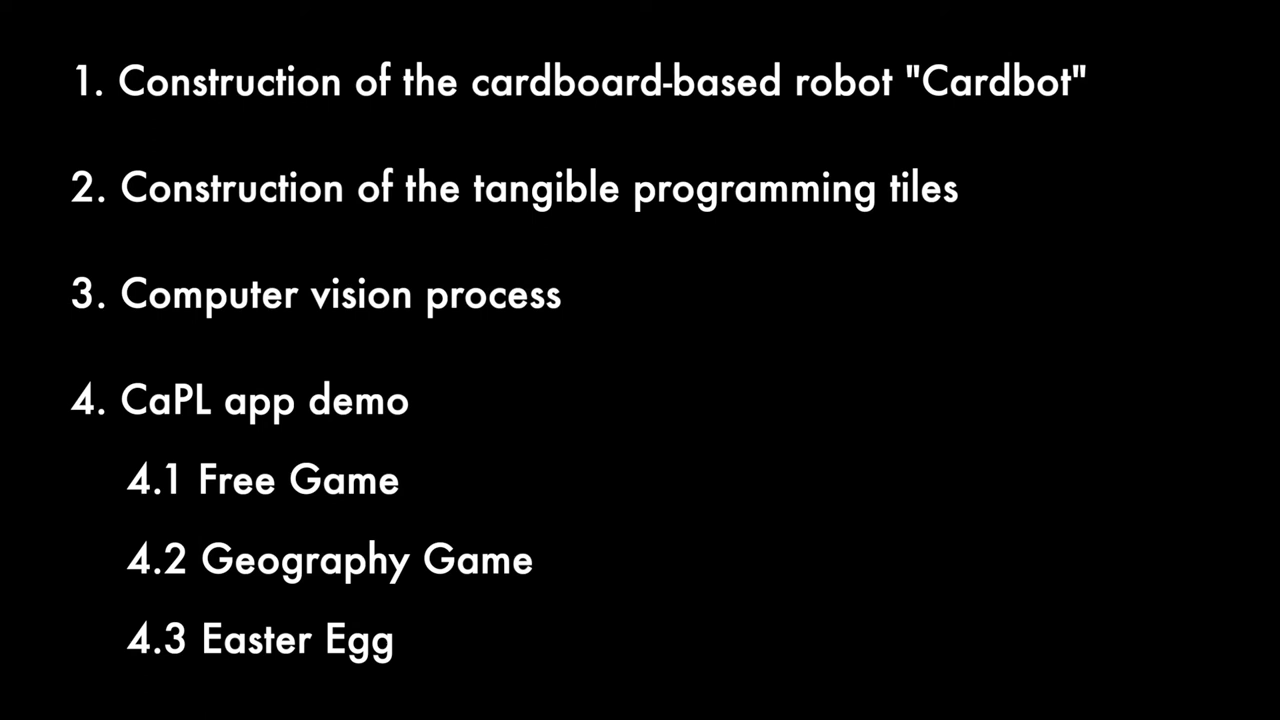 1. Construction of the cardboard-based robot "Cardbot"
2. Construction of the tangible programming tiles
3. Computer vision process
4. CaPL app demo
4.1 Free Game
4.2 Geography Game
4.3 Easter Egg